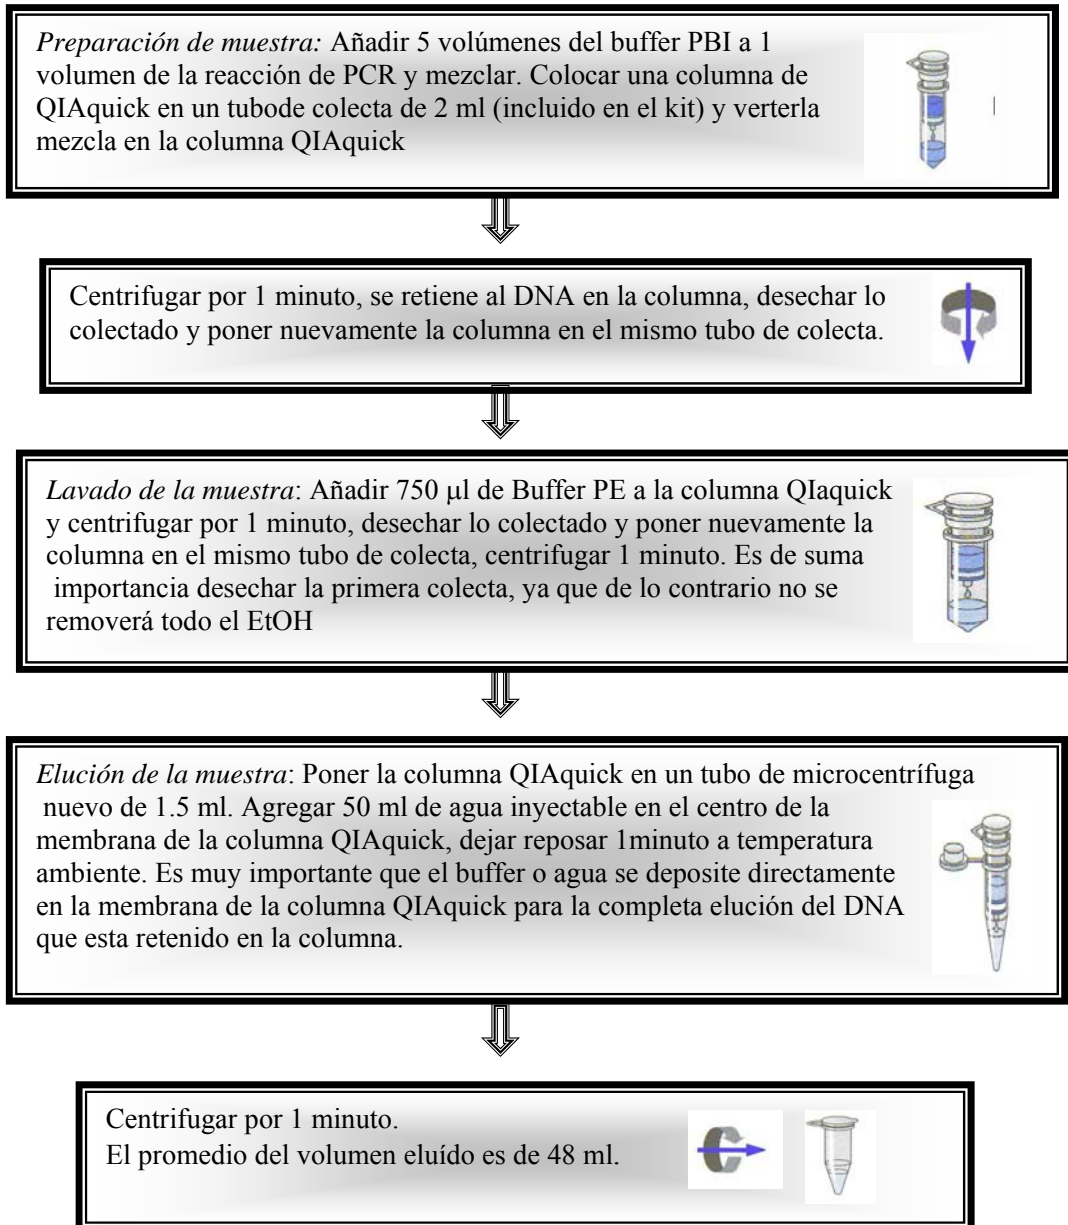 Preparación de muestra: Añadir 5 volúmenes del buffer PBI a 1
volumen de la reacción de PCR y mezclar. Colocar una columna de
QIAquick en un tubode colecta de 2 ml (incluido en el kit) y verterla
mezcla en la columna QIAquick
Centrifugar por 1 minuto, se retiene al DNA en la columna, desechar lo
colectado y poner nuevamente la columna en el mismo tubo de colecta.
Lavado de la muestra: Añadir 750 µl de Buffer PE a la columna QIaquick
y centrifugar por 1 minuto, desechar lo colectado y poner nuevamente la
columna en el mismo tubo de colecta, centrifugar 1 minuto. Es de suma
importancia desechar la primera colecta, ya que de lo contrario no se
removerá todo el EtOH
Elución de la muestra: Poner la columna QIAquick en un tubo de microcentrífuga
nuevo de 1.5 ml. Agregar 50 ml de agua inyectable en el centro de la
membrana de la columna QIAquick, dejar reposar 1minuto a temperatura
ambiente. Es muy importante que el buffer o agua se deposite directamente
en la membrana de la columna QIAquick para la completa elución del DNA
que esta retenido en la columna.
Centrifugar por 1 minuto.
El promedio del volumen eluído es de 48 ml.